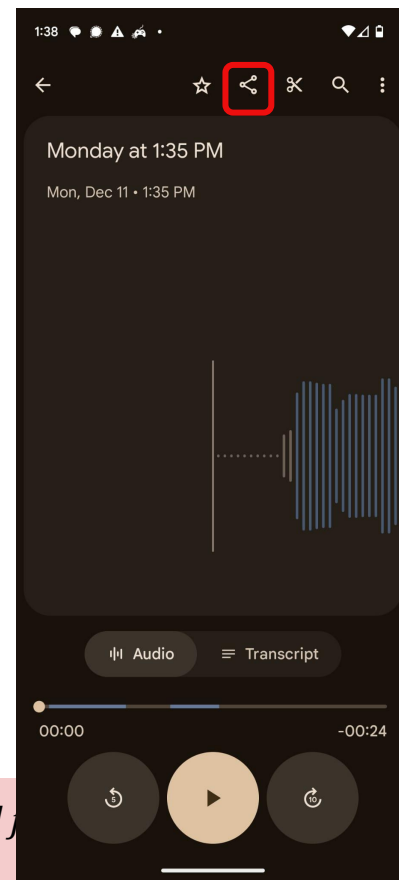 1:38
Monday at 1:35 PM
Mon, Dec 11 • 1:35 PM
Audio
Transcript
00:00
-00:24
5
10